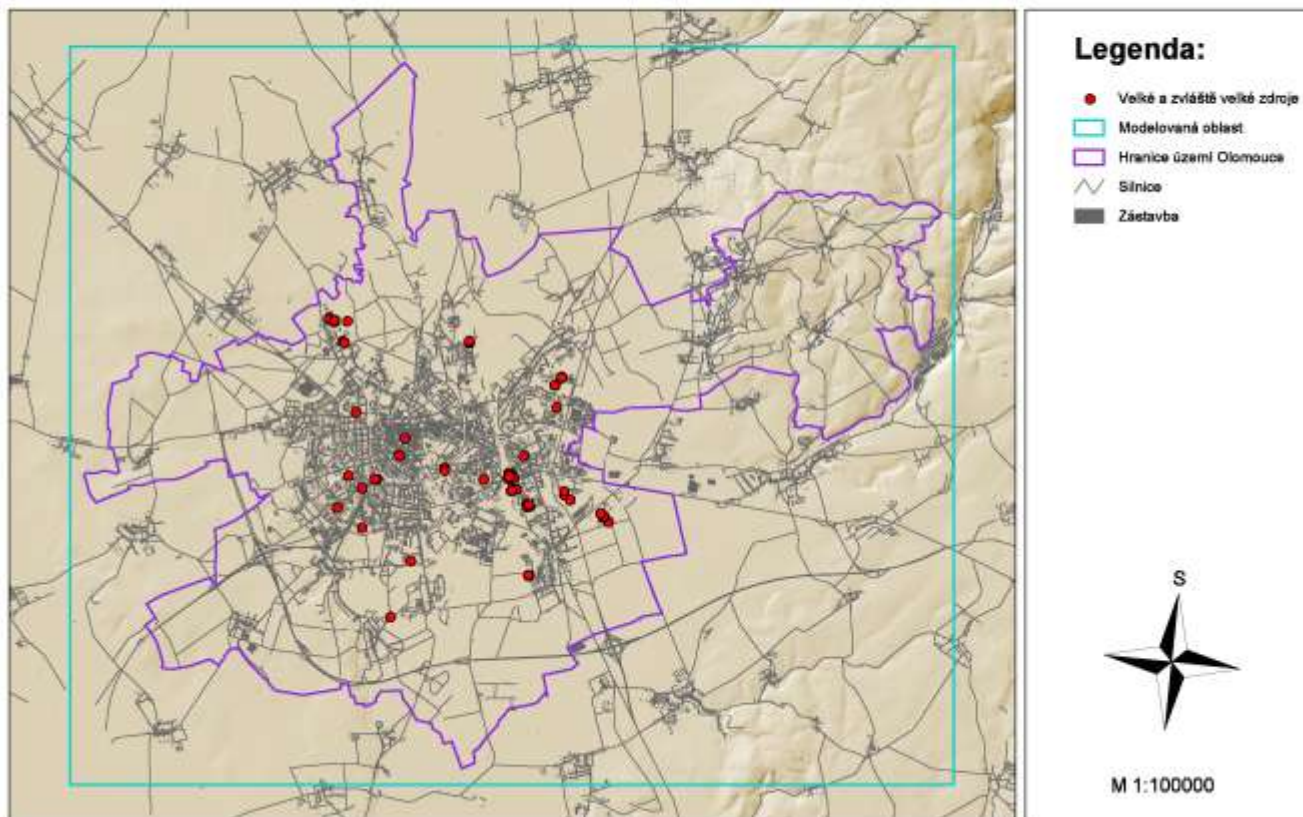 Legenda:
Velké a zvláště velké zdroje
Modelovaná oblast
Hranice území Olomouce
Silnice
Zástavba
S
M 1:100000